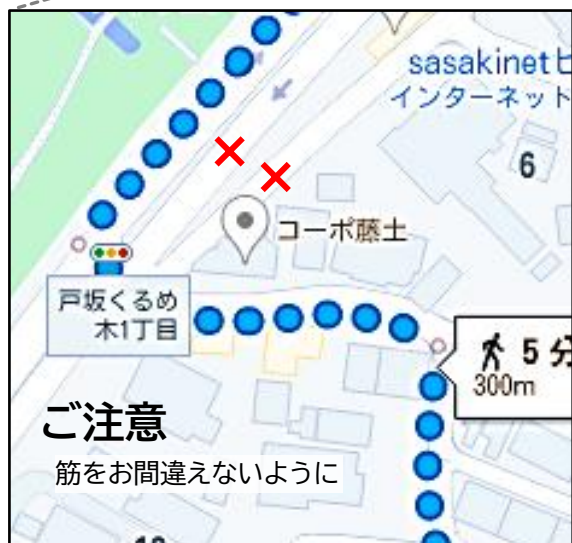 sasakinetビ
インターネット
6
コーポ藤士
戸坂くるめ
木1丁目
5 分
300m
ご注意
筋をお間違えないように